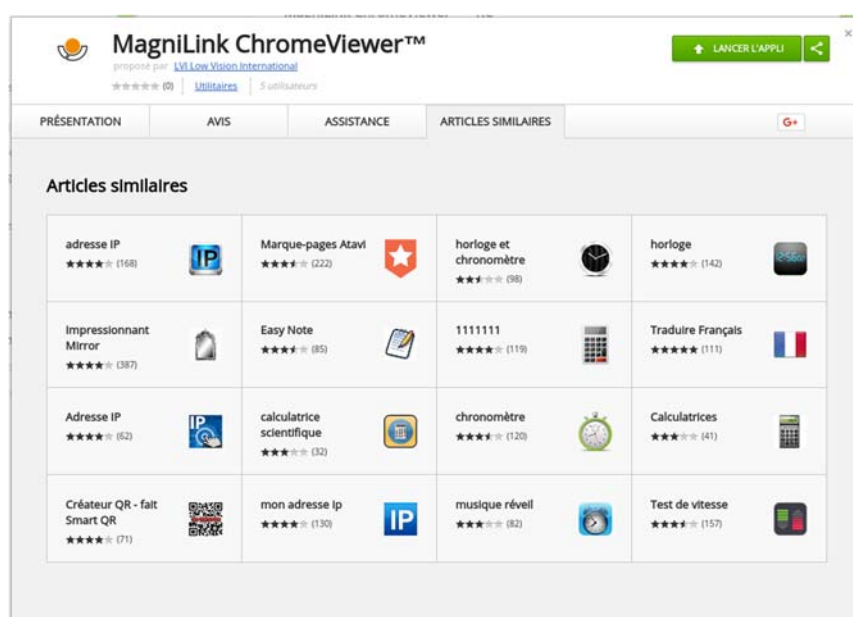 MagniLink ChromeViewer™
proposé par LVI Low Vision International
(0) Utilitaires 5 utilisateurs
LANCER L'APPLI
PRÉSENTATION AVIS ASSISTANCE ARTICLES SIMILAIRES G+
Articles similaires
adresse IP
(168)
IP
Marque-pages Atavi
(222)
horloge et
chronomètre
(98)
horloge
(142)
Impressionnant
Mirror
(387)
Easy Note
(85)
1111111
(119)
Traduire Français
(111)
Adresse IP
(62)
IP
calculatrice
scientifique
(32)
chronomètre
(120)
Calculatrices
(41)
Créateur QR - fait
Smart QR
(71)
mon adresse ip
(130)
IP
musique réveil
(82)
Test de vitesse
(157)